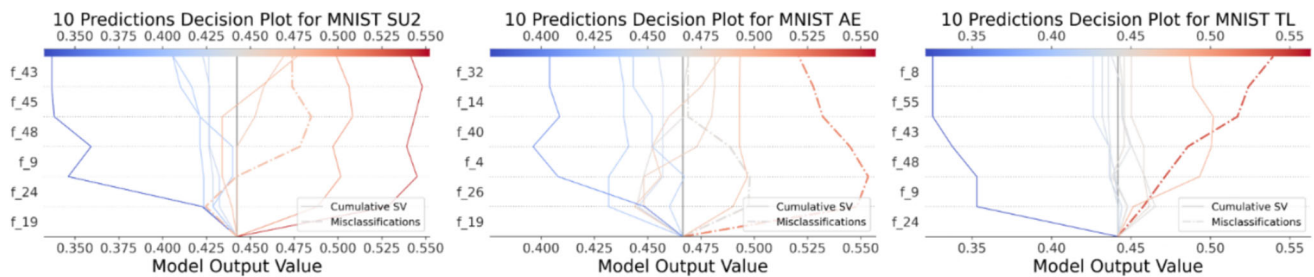 10 Predictions Decision Plot for MNIST SU2
0.350 0.375 0.400 0.425 0.450 0.475 0.500 0.525 0.550
f_43
f_45
f_48
f_9
f_24
f_19
Cumulative SV
Misclassifications
0.350 0.375 0.400 0.425 0.450 0.475 0.500 0.525 0.550
Model Output Value
10 Predictions Decision Plot for MNIST AE
0.400 0.425 0.450 0.475 0.500 0.525 0.550
f_32
f_14
f_40
f_4
f_26
f_19
Cumulative SV
Misclassifications
0.400 0.425 0.450 0.475 0.500 0.525 0.550
Model Output Value
10 Predictions Decision Plot for MNIST TL
0.35 0.40 0.45 0.50 0.55
f_8
f_55
f_43
f_48
f_9
f_24
Cumulative SV
Misclassifications
0.35 0.40 0.45 0.50 0.55
Model Output Value